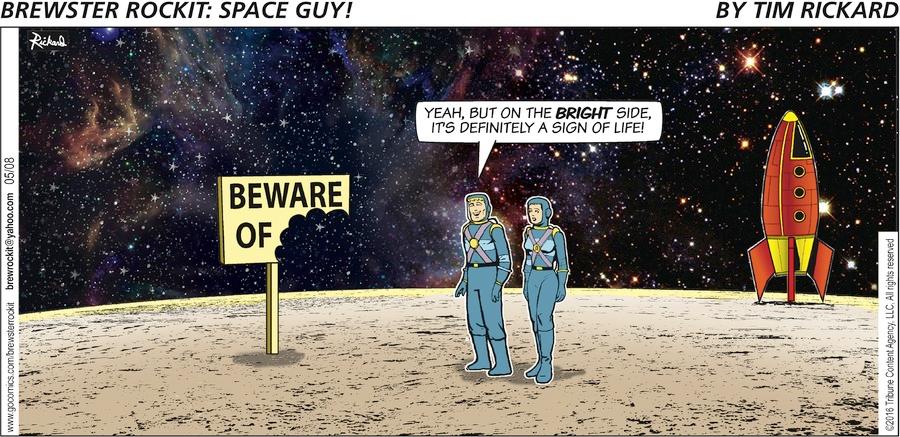 BREWSTER ROCKIT: SPACE GUY!
BY TIM RICKARD
Rickard
YEAH, BUT ON THE BRIGHT SIDE,
IT'S DEFINITELY A SIGN OF LIFE!
BEWARE
OF
www.gocomics.com/brewsterrockit brewrockit@yahoo.com 05/08
©2016 Tribune Content Agency, LLC. All rights reserved